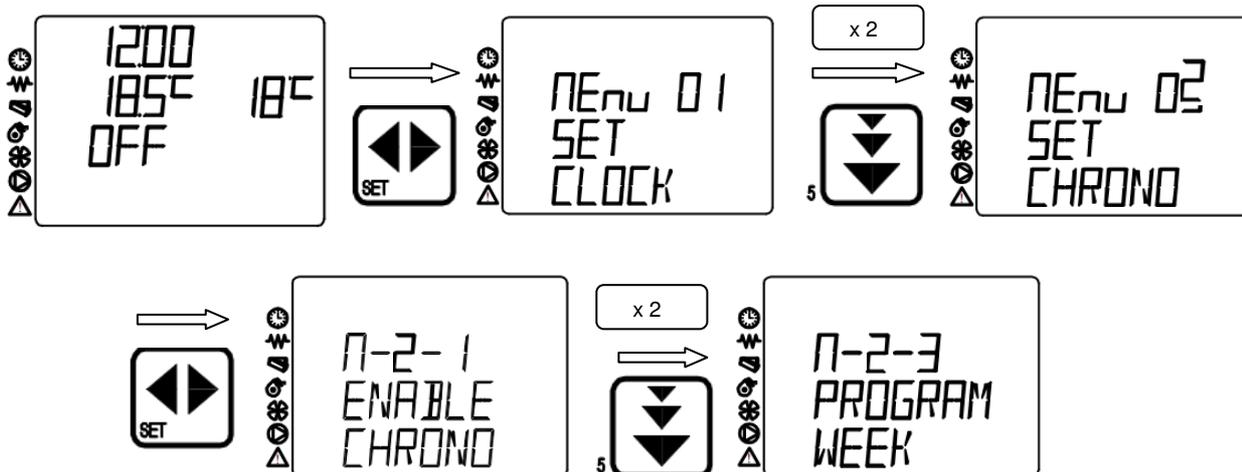 12:00
18.5°C 18°C
OFF
SET
MEnu 01
SET
CLOCK
x 2
5
MEnu 02
SET
CHRONO
SET
M-2-1
ENABLE
CHRONO
x 2
5
M-2-3
PROGRAM
WEEK